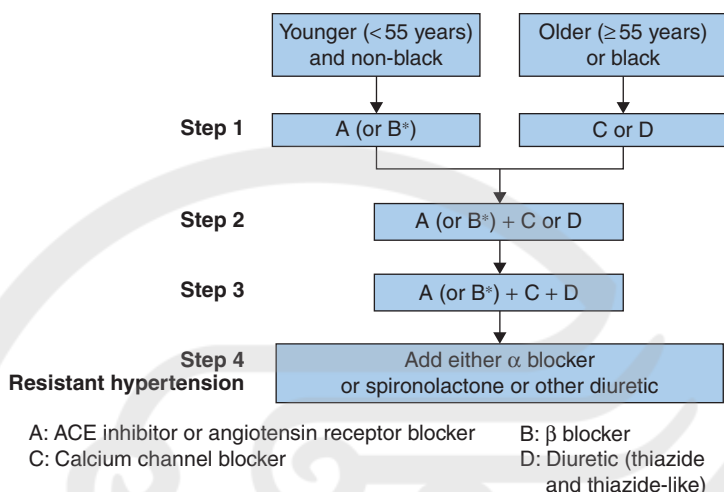 Younger (<55 years)
and non-black
Older (≥55 years)
or black
Step 1
A (or B*)
C or D
Step 2
A (or B*) + C or D
Step 3
A (or B*) + C + D
Step 4
Resistant hypertension
Add either α blocker
or spironolactone or other diuretic
A: ACE inhibitor or angiotensin receptor blocker
C: Calcium channel blocker
B: β blocker
D: Diuretic (thiazide
and thiazide-like)